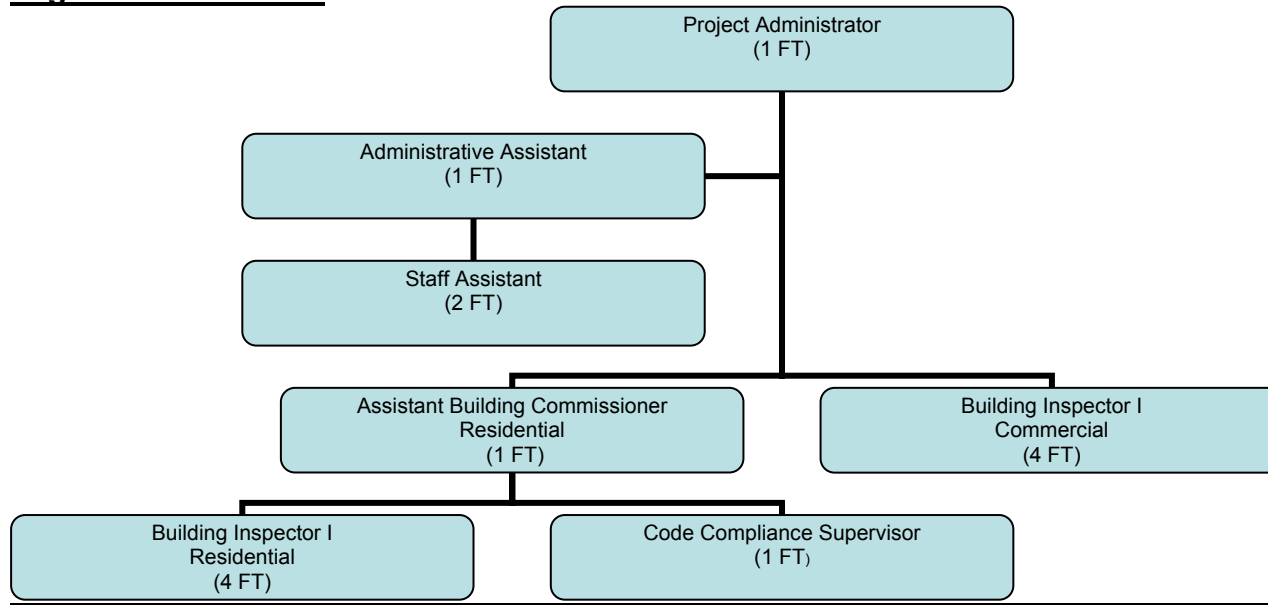 Project Administrator
(1 FT)
Administrative Assistant
(1 FT)
Staff Assistant
(2 FT)
Assistant Building Commissioner
Residential
(1 FT)
Building Inspector I
Commercial
(4 FT)
Building Inspector I
Residential
(4 FT)
Code Compliance Supervisor
(1 FT)